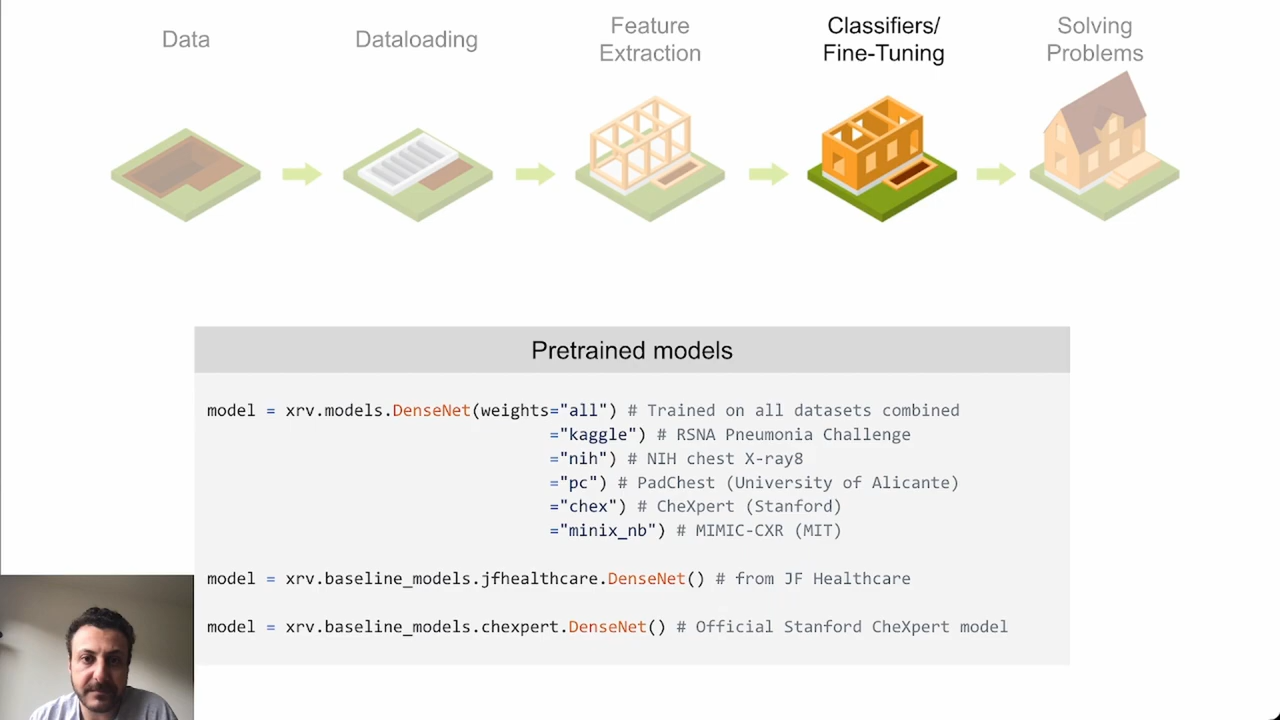 Data
Dataloading
Feature
Extraction
Classifiers/
Fine-Tuning
Solving
Problems
Pretrained models
model = xrv.models.DenseNet(weights="all") # Trained on all datasets combined
="kaggle") # RSNA Pneumonia Challenge
="nih") # NIH chest X-ray8
="pc") # PadChest (University of Alicante)
="chex") # CheXpert (Stanford)
="minix_nb") # MIMIC-CXR (MIT)
model = xrv.baseline_models.jfhealthcare.DenseNet() # from JF Healthcare
model = xrv.baseline_models.chexpert.DenseNet() # Official Stanford CheXpert model